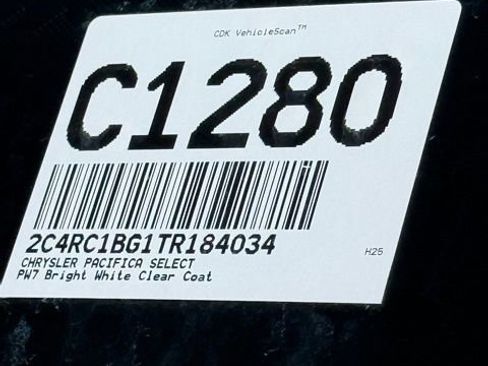 CDK VehicleScan™
C1280
2C4RC1BG1TR184034
CHRYSLER PACIFICA SELECT
H25
PW7 Bright White Clear Coat